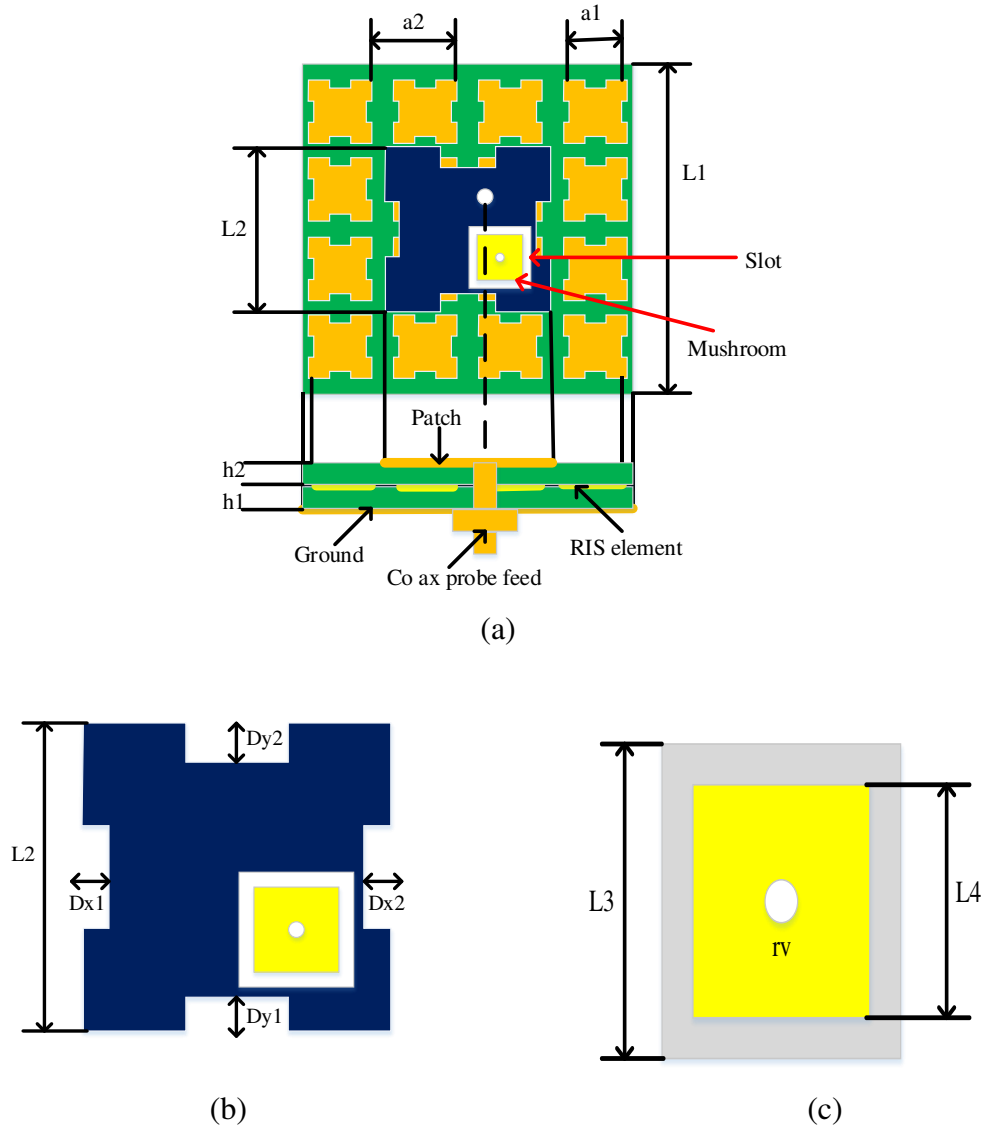 a2
a1
L2
L1
Slot
Mushroom
Patch
h2
h1
Ground
RIS element
Co ax probe feed
(a)
Dy2
L2
Dx1
Dx2
Dy1
(b)
L3
L4
rv
(c)